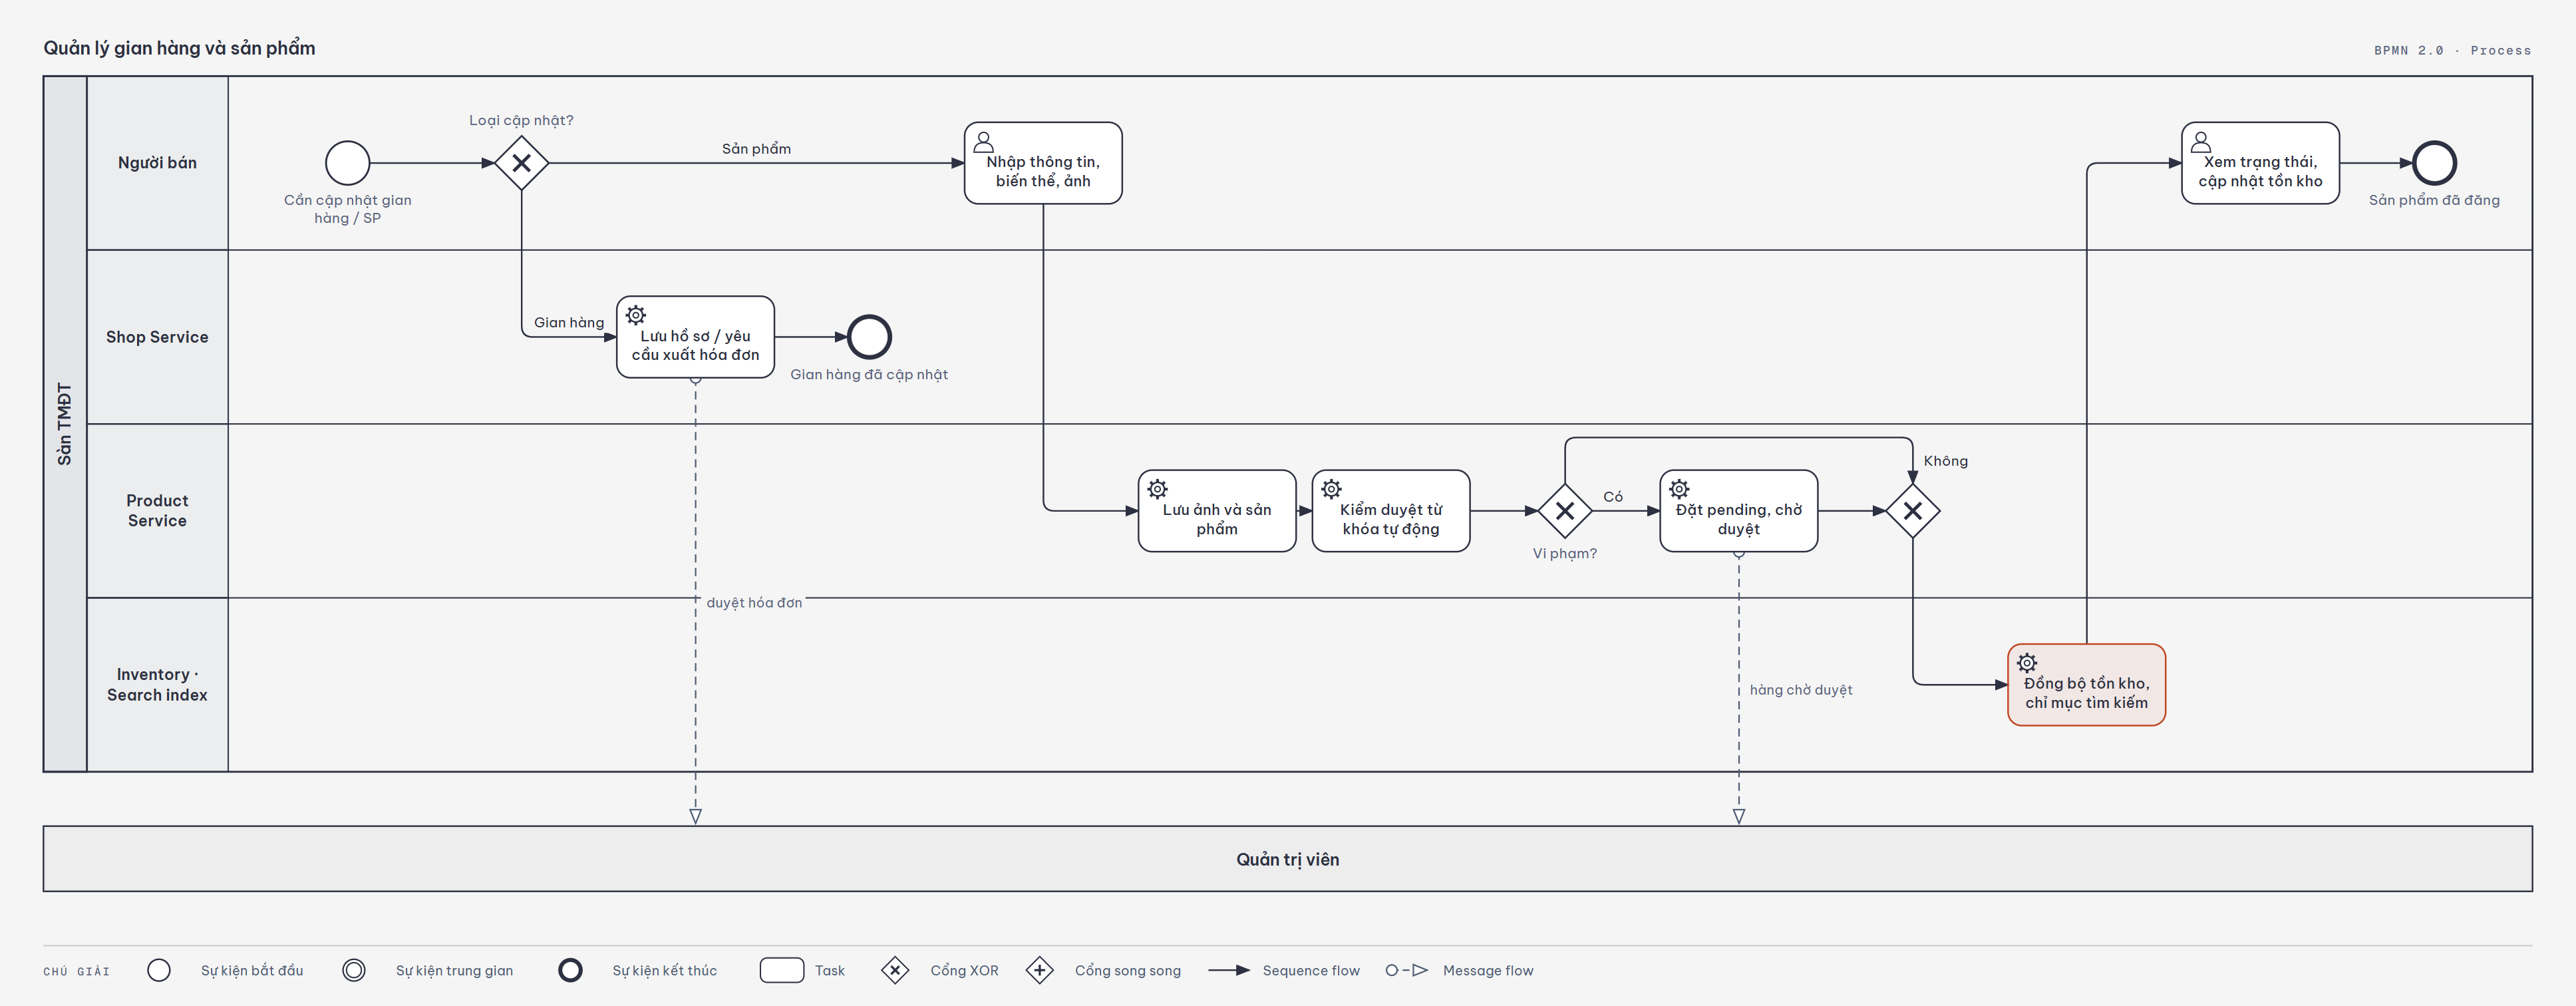 Quản lý gian hàng và sản phẩm
BPMN 2.0 · Process
Sàn TMĐT
Người bán
Loại cập nhật?
Cần cập nhật gian
hàng / SP
Sản phẩm
Nhập thông tin,
biến thể, ảnh
Xem trạng thái,
cập nhật tồn kho
Sản phẩm đã đăng
Shop Service
Gian hàng
Lưu hồ sơ / yêu
cầu xuất hóa đơn
Gian hàng đã cập nhật
Product
Service
Lưu ảnh và sản
phẩm
Kiểm duyệt từ
khóa tự động
Vi phạm?
Có
Đặt pending, chờ
duyệt
Không
duyệt hóa đơn
Inventory ·
Search index
hàng chờ duyệt
Đồng bộ tồn kho,
chỉ mục tìm kiếm
Quản trị viên
CHÚ GIẢI
Sự kiện bắt đầu
Sự kiện trung gian
Sự kiện kết thúc
Task
Cổng XOR
Cổng song song
Sequence flow
Message flow